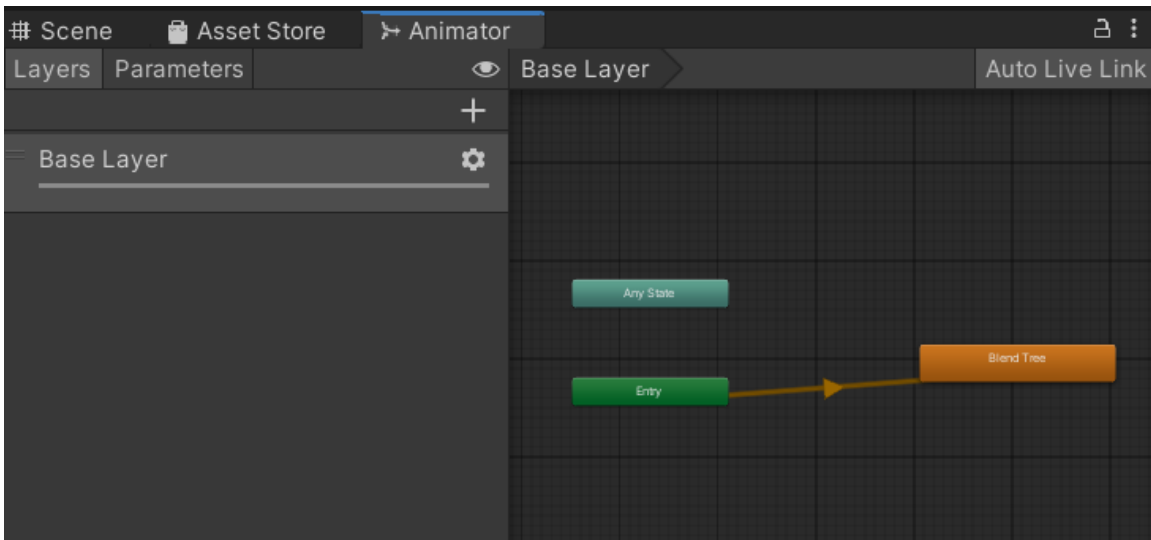 Scene Asset Store Animator
Layers Parameters Base Layer Auto Live Link
Base Layer
Any State
Blend Tree
Entry